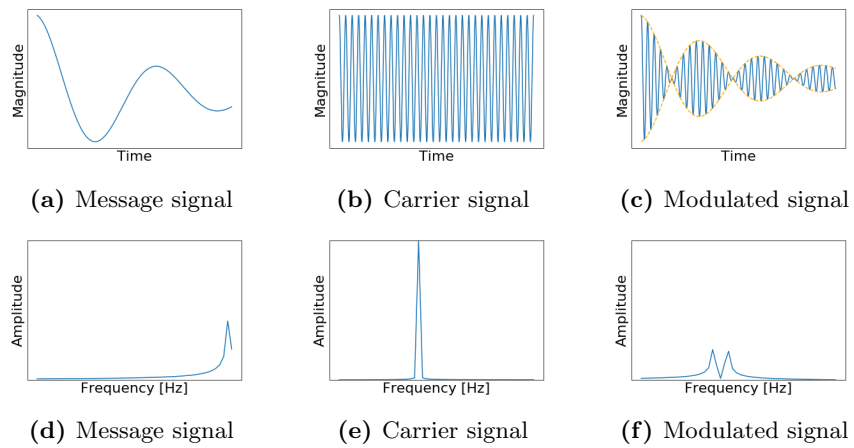 Magnitude
Time
(a) Message signal
Magnitude
Time
(b) Carrier signal
Magnitude
Time
(c) Modulated signal
Amplitude
Frequency [Hz]
(d) Message signal
Amplitude
Frequency [Hz]
(e) Carrier signal
Amplitude
Frequency [Hz]
(f) Modulated signal